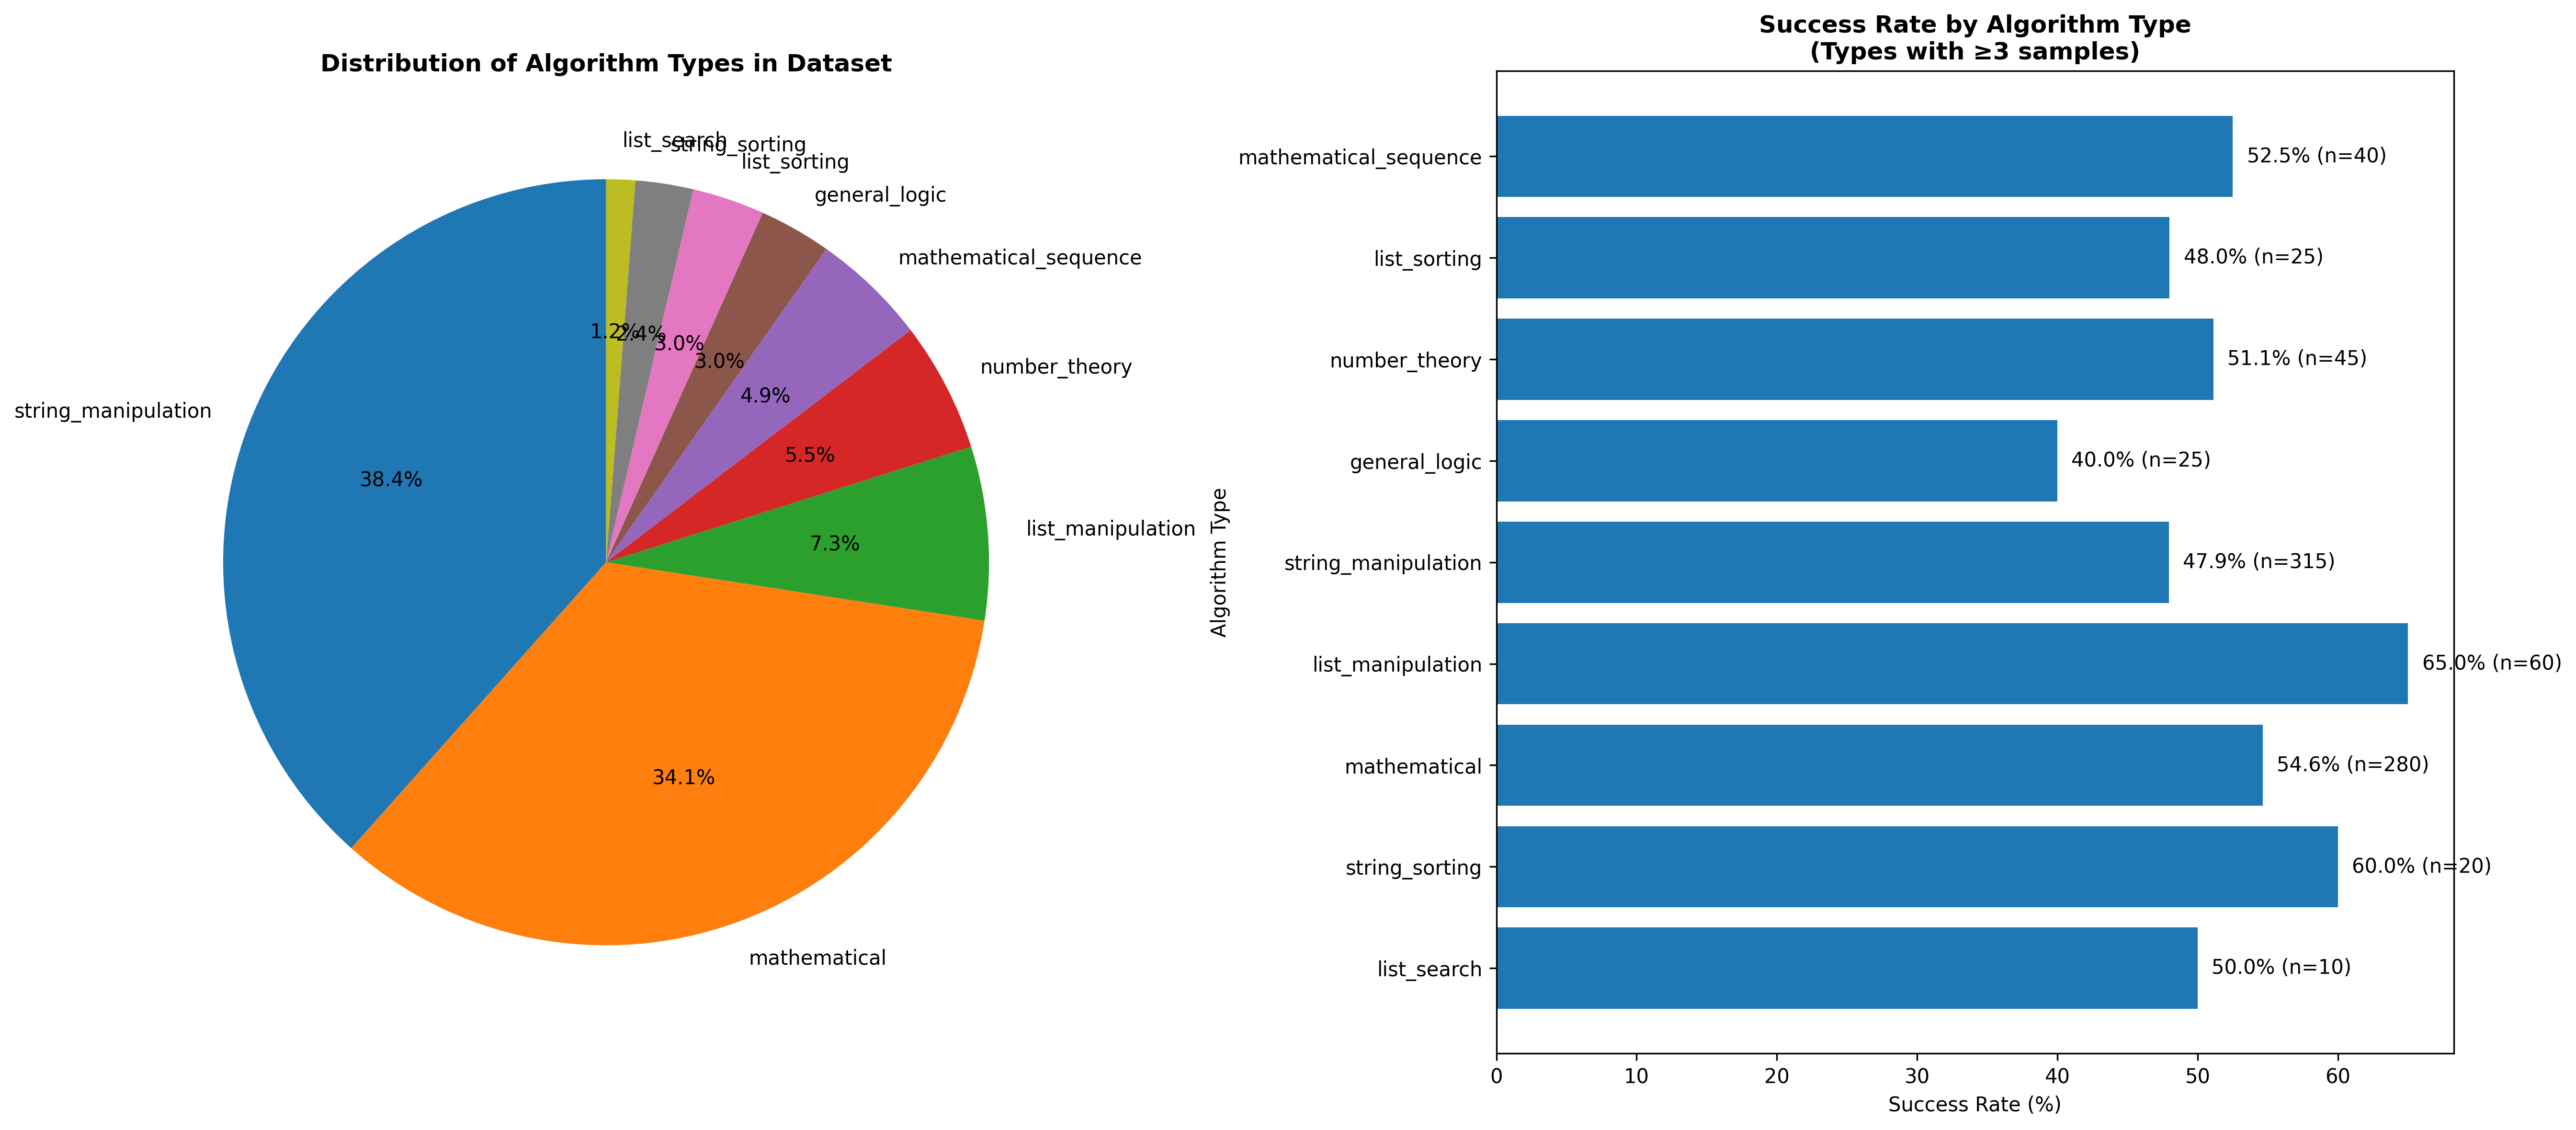 Distribution of Algorithm Types in Dataset
list_search
string_sorting
list_sorting
general_logic
mathematical_sequence
number_theory
list_manipulation
string_manipulation
mathematical
1.2%
2.4%
3.0%
3.0%
4.9%
5.5%
7.3%
38.4%
34.1%
Success Rate by Algorithm Type
(Types with ≥3 samples)
Algorithm Type
mathematical_sequence
52.5% (n=40)
list_sorting
48.0% (n=25)
number_theory
51.1% (n=45)
general_logic
40.0% (n=25)
string_manipulation
47.9% (n=315)
list_manipulation
65.0% (n=60)
mathematical
54.6% (n=280)
string_sorting
60.0% (n=20)
list_search
50.0% (n=10)
0 10 20 30 40 50 60
Success Rate (%)